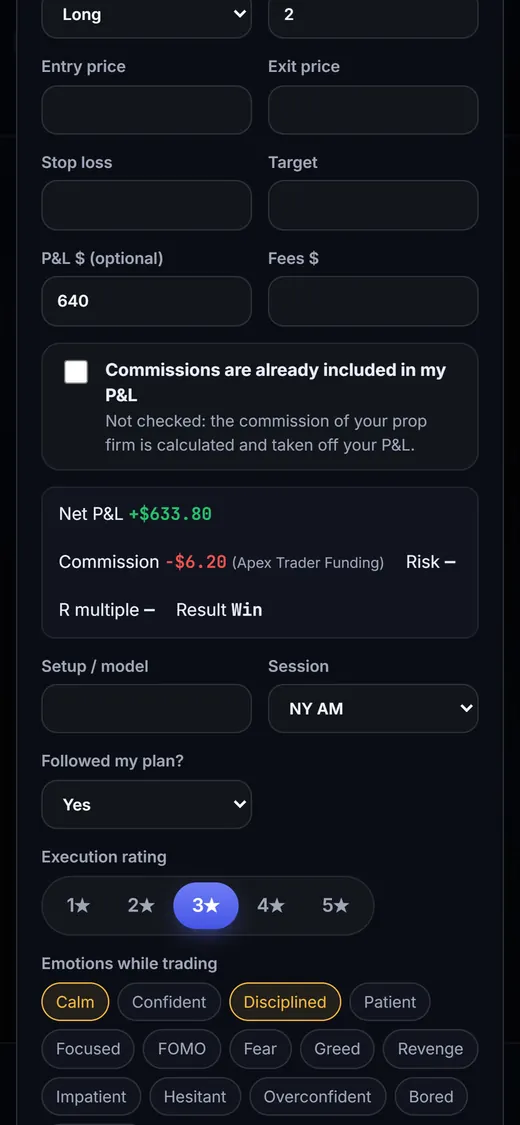 Long 2
Entry price Exit price
Stop loss Target
P&L $ (optional) Fees $
640
Commissions are already included in my
P&L
Not checked: the commission of your prop
firm is calculated and taken off your P&L.
Net P&L +$633.80
Commission -$6.20 (Apex Trader Funding) Risk –
R multiple – Result Win
Setup / model Session
NY AM
Followed my plan?
Yes
Execution rating
1★ 2★ 3★ 4★ 5★
Emotions while trading
Calm Confident Disciplined Patient
Focused FOMO Fear Greed Revenge
Impatient Hesitant Overconfident Bored